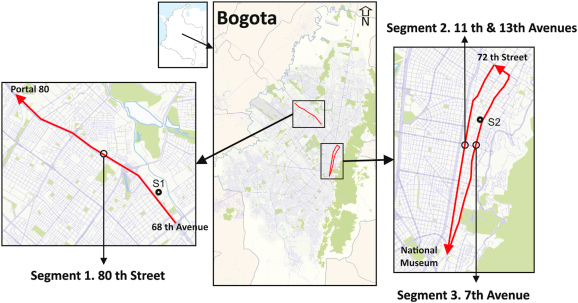 Bogota
N
Segment 2. 11 th & 13th Avenues
Portal 80
S1
68 th Avenue
Segment 1. 80 th Street
72 th Street
S2
National
Museum
Segment 3. 7th Avenue